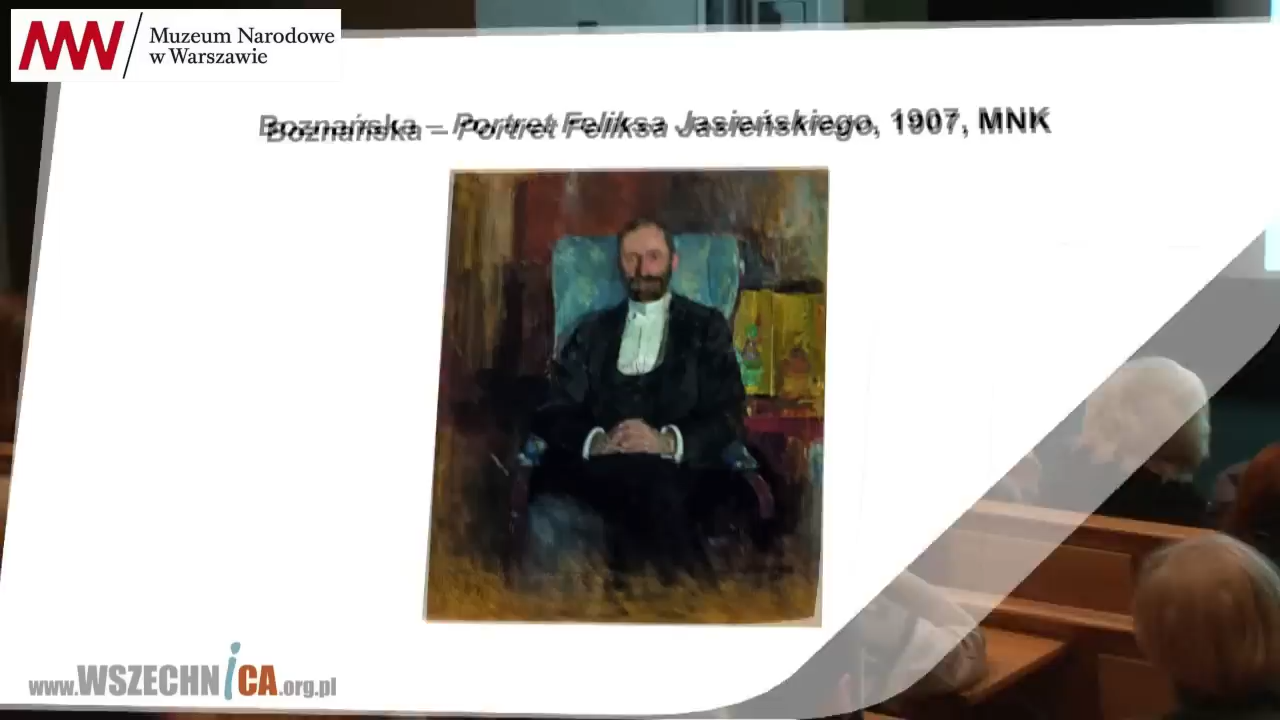 Muzeum Narodowe
w Warszawie
Boznańska – Portret Feliksa Jasieńskiego, 1907, MNK
www.WSZECHNICA.org.pl